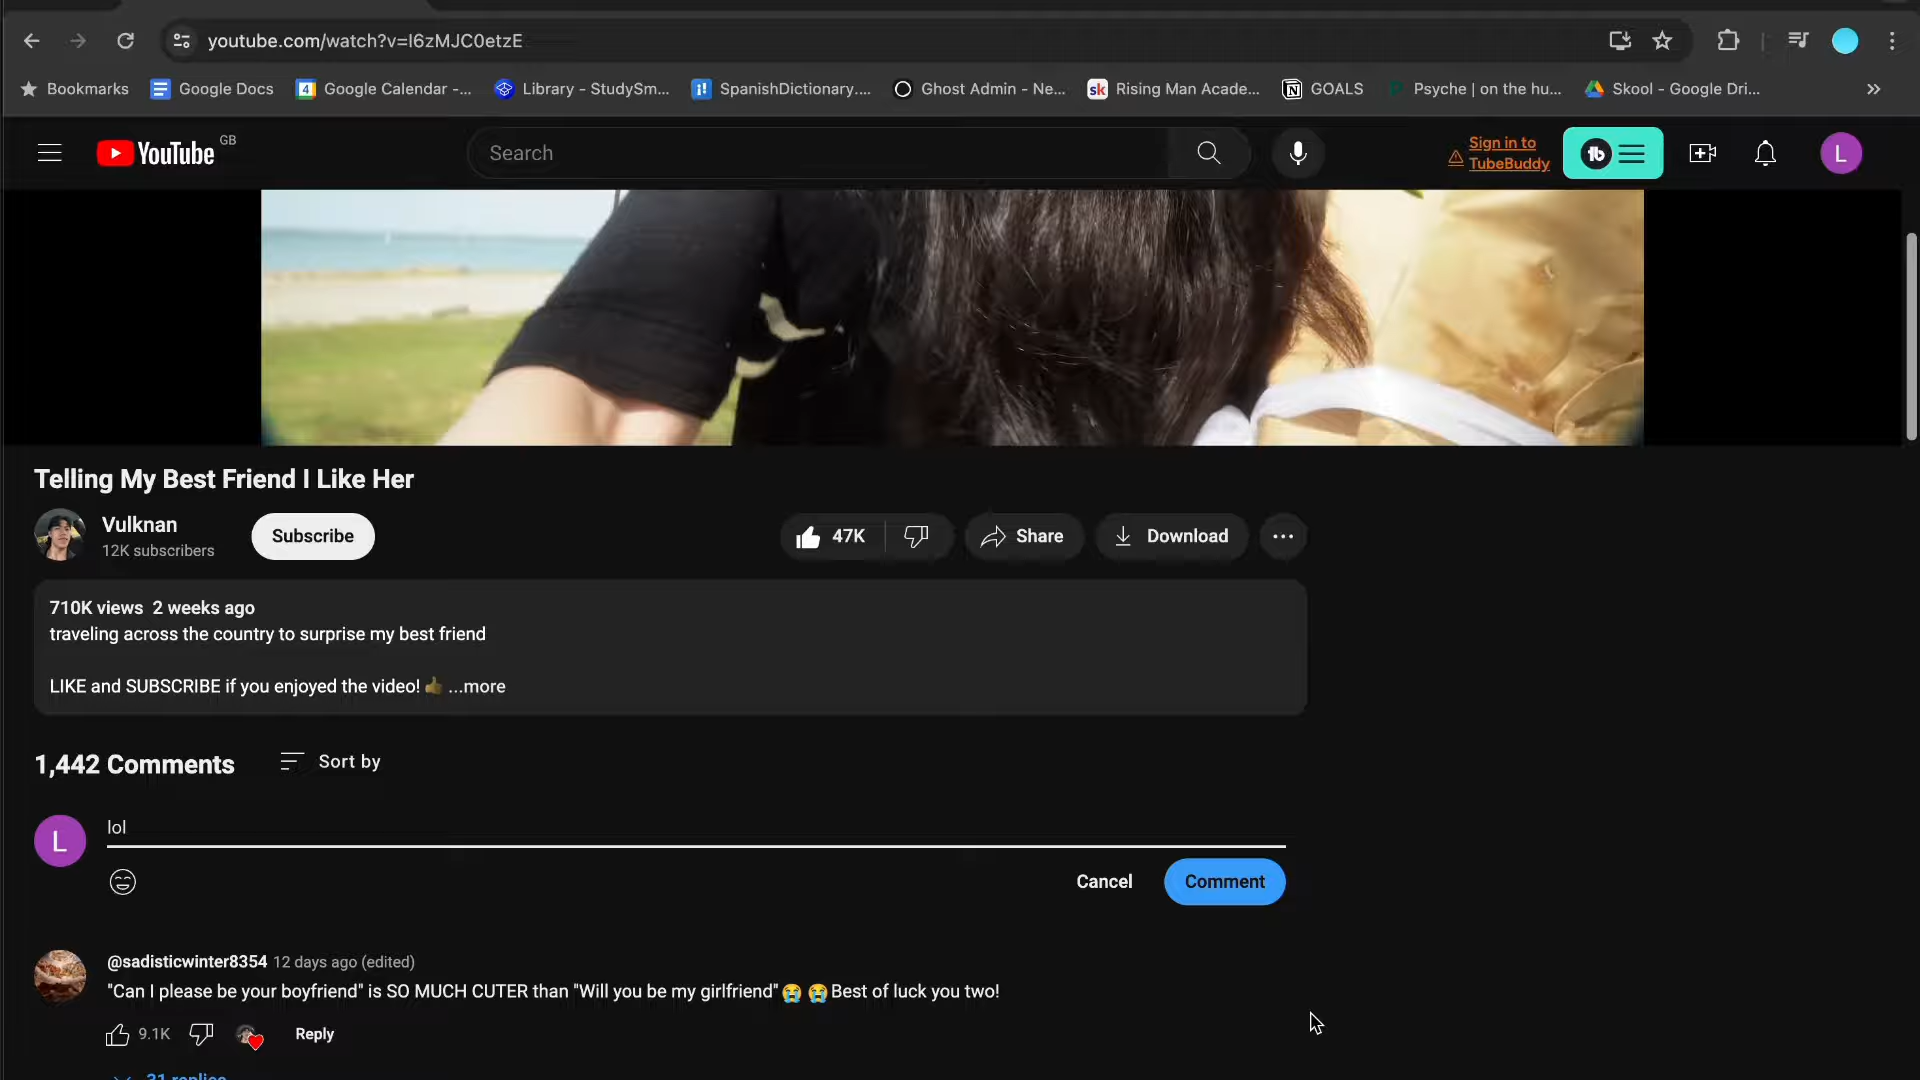 youtube.com/watch?v=I6zMJC0etzE
Bookmarks Google Docs Google Calendar -... Library - StudySm... SpanishDictionary.... Ghost Admin - Ne... Rising Man Acade... GOALS Psyche | on the hu... Skool - Google Dri...
YouTube GB Search Sign in to TubeBuddy L
Telling My Best Friend I Like Her
Vulknan
12K subscribers
Subscribe 47K Share Download
710K views 2 weeks ago
traveling across the country to surprise my best friend
LIKE and SUBSCRIBE if you enjoyed the video!👍 ...more
1,442 Comments Sort by
L lol
Cancel Comment
@sadisticwinter8354 12 days ago (edited)
"Can I please be your boyfriend" is SO MUCH CUTER than "Will you be my girlfriend"😭 😭 Best of luck you two!
9.1K Reply
31 replies